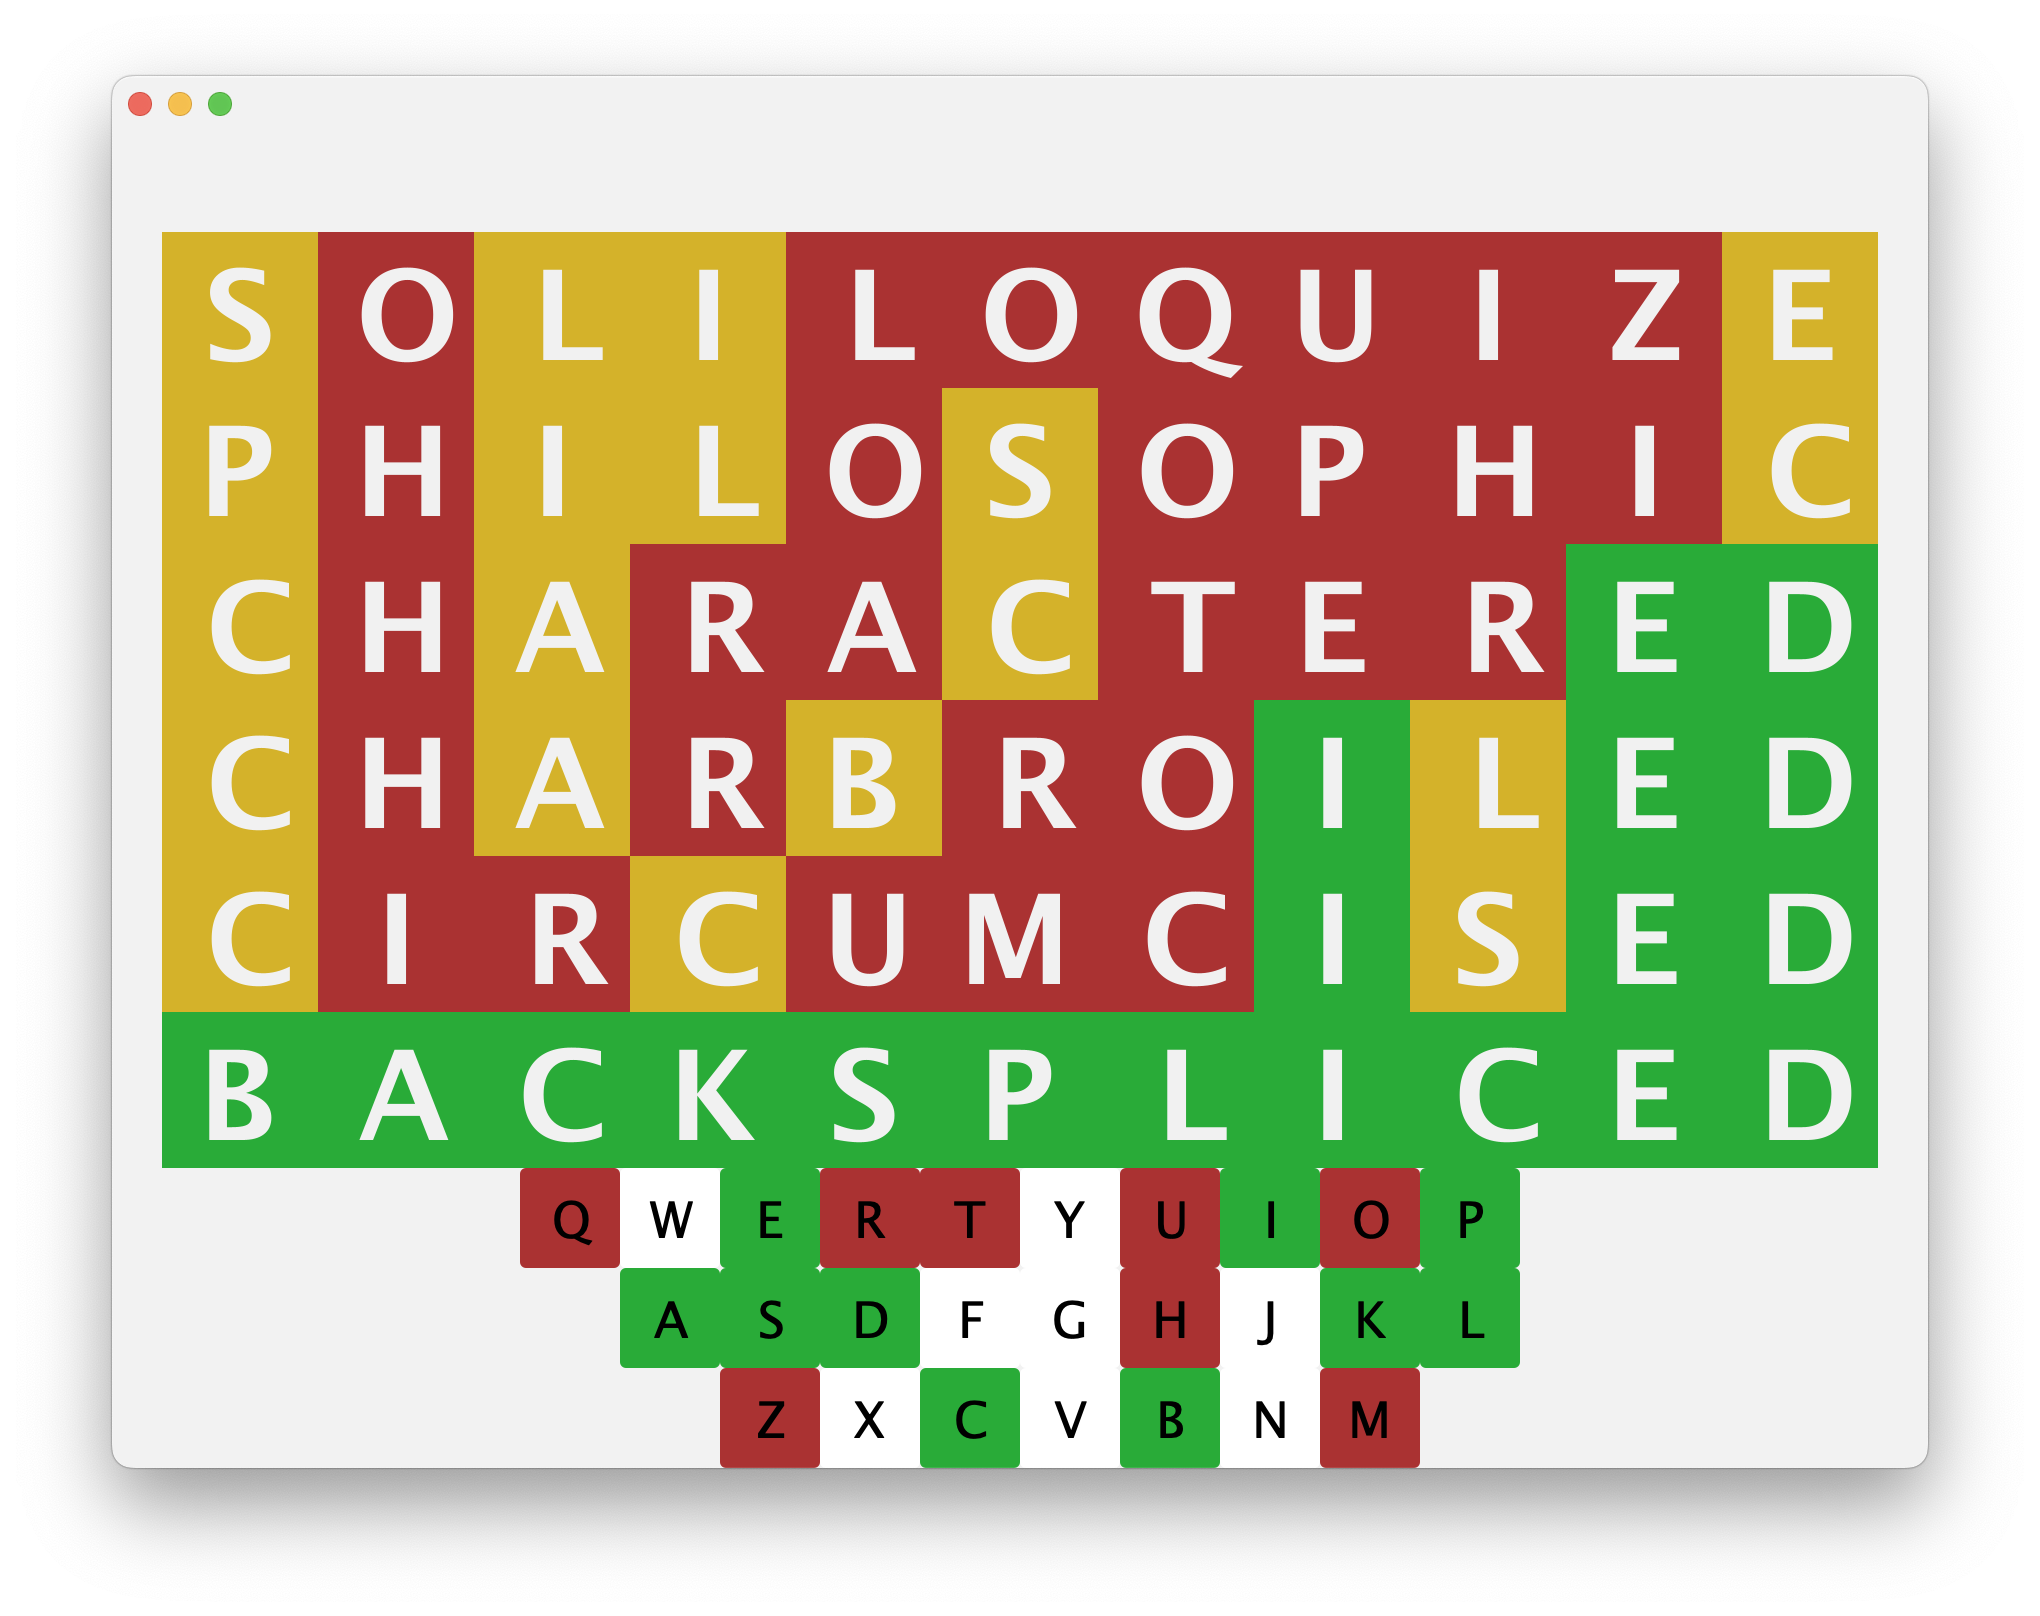 SOLILOQUIZE
PHILOSOPHIC
CHARACTERED
CHARBROILED
CIRCUMCISED
BACKSPLICED
QWERTYUIOP
ASDFGHJKL
ZXCVBNM